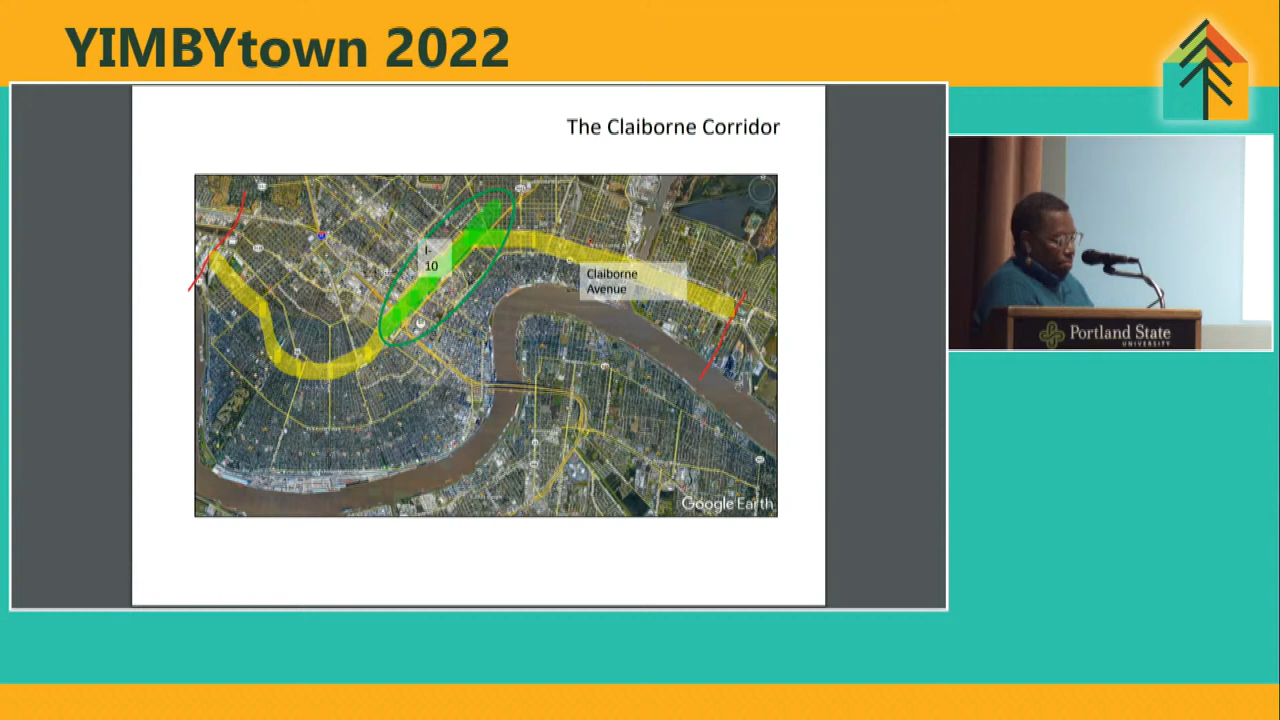 YIMBYtown 2022
The Claiborne Corridor
I-
10
Claiborne
Avenue
Google Earth
Portland State
UNIVERSITY